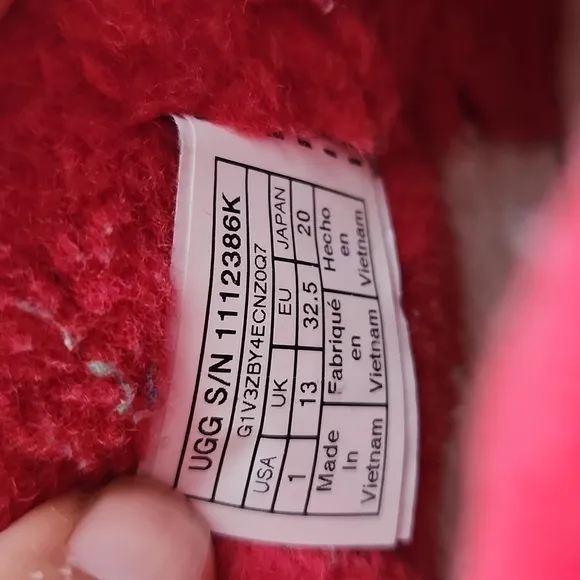 UGG S/N 1112386K
G1V3ZBY4ECNZ0Q7
USA UK EU JAPAN
1 13 32.5 20
Made Fabriqué Hecho
In en en
Vietnam Vietnam Vietnam